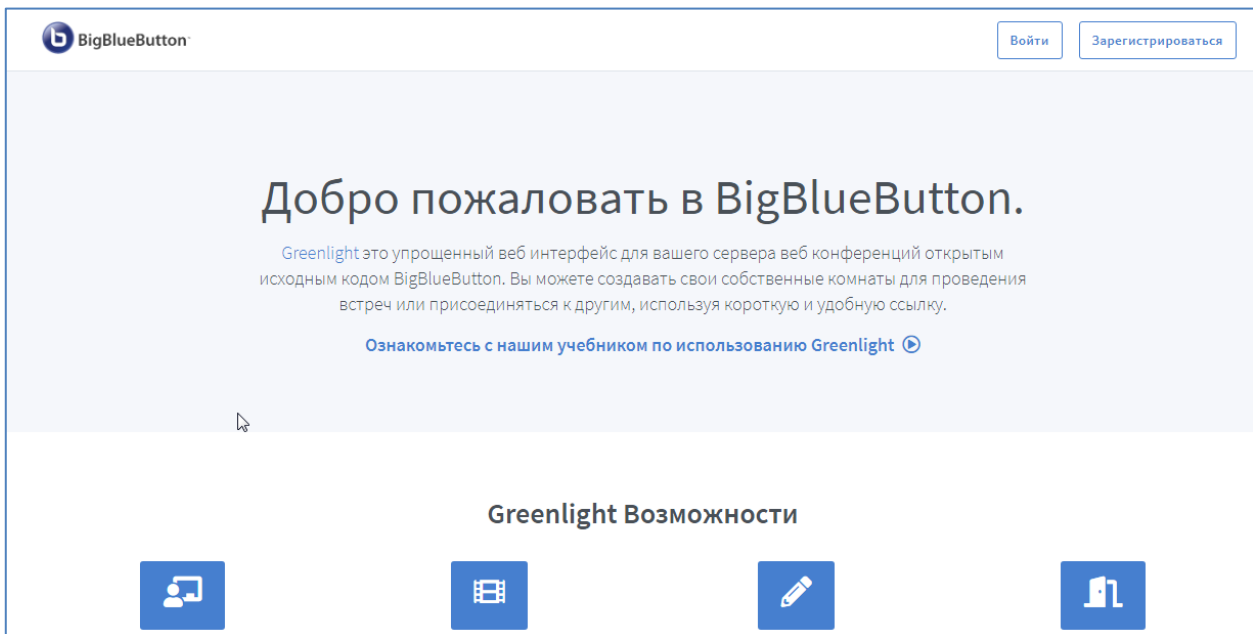 BigBlueButton
Войти
Зарегистрироваться
Добро пожаловать в BigBlueButton.
Greenlight это упрощенный веб интерфейс для вашего сервера веб конференций открытым
исходным кодом BigBlueButton. Вы можете создавать свои собственные комнаты для проведения
встреч или присоединяться к другим, используя короткую и удобную ссылку.
Ознакомьтесь с нашим учебником по использованию Greenlight
Greenlight Возможности